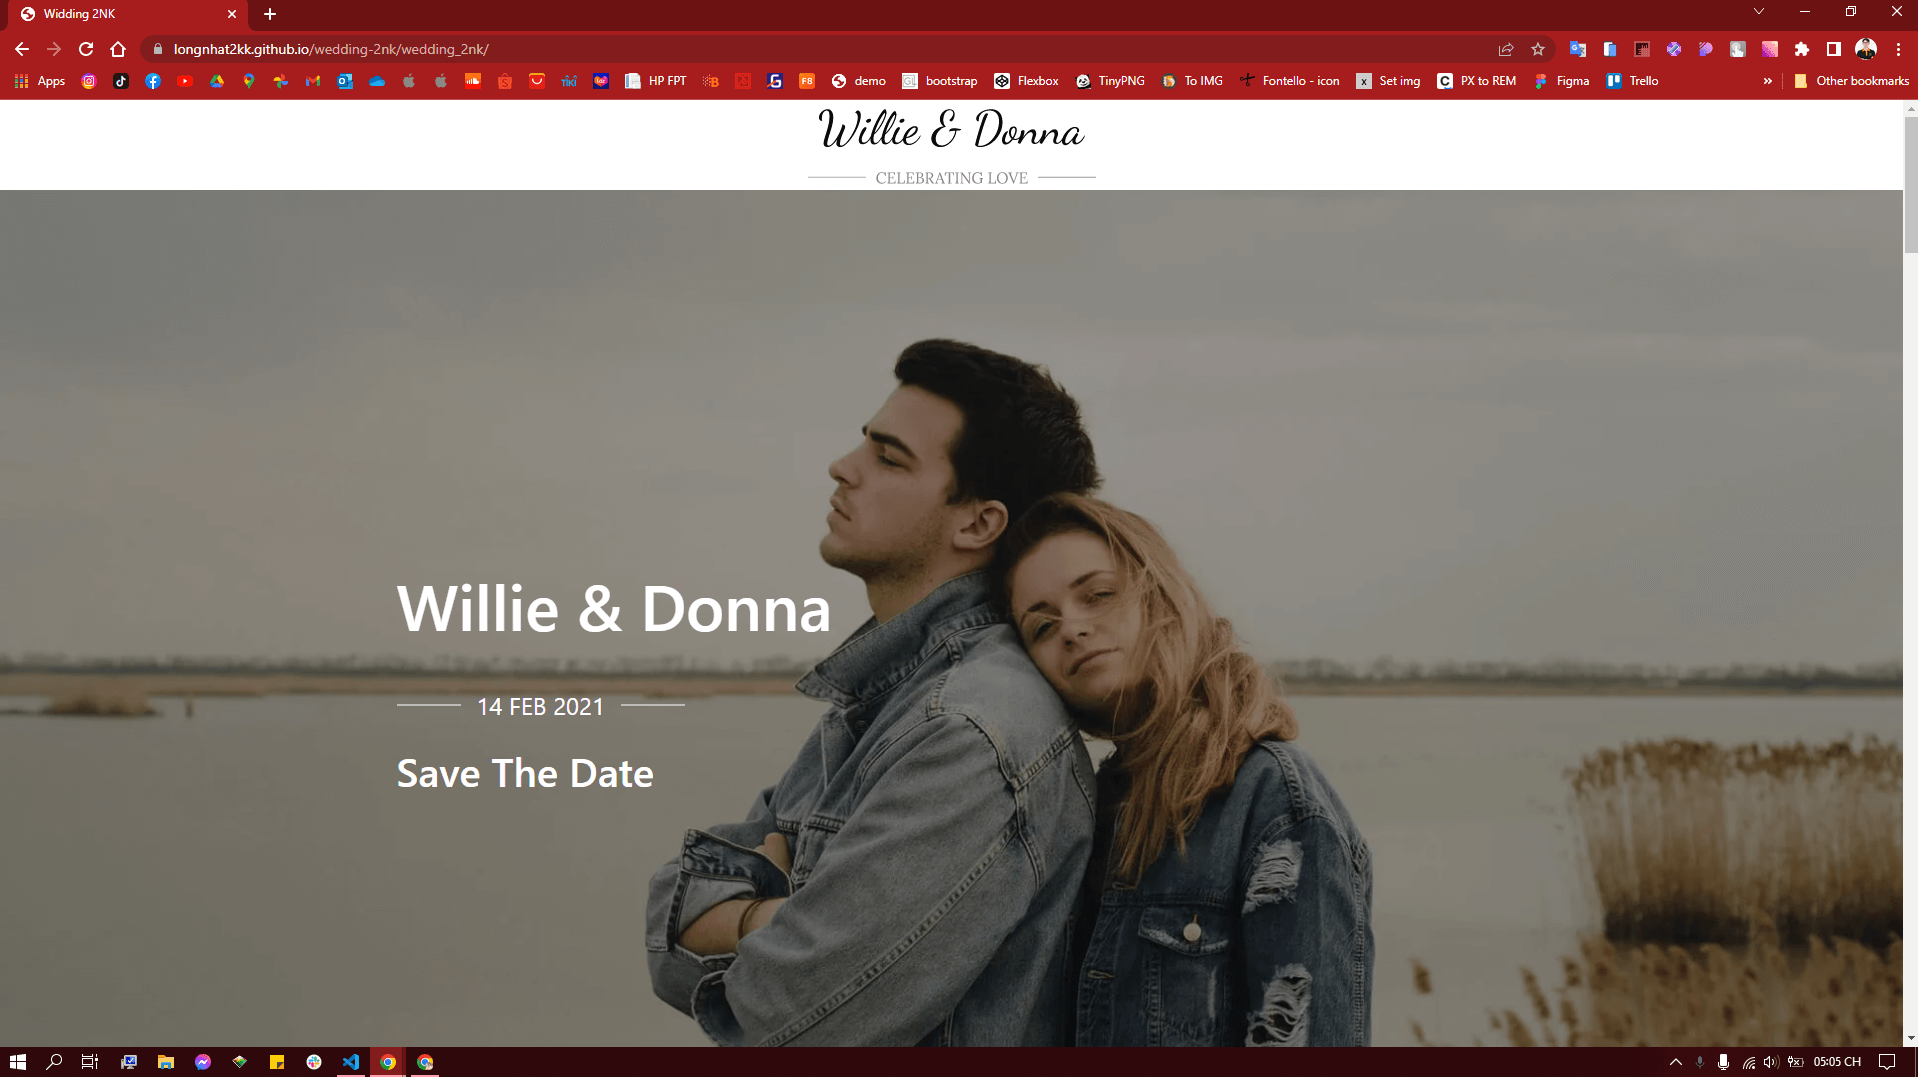 Widding 2NK
longnhat2kk.github.io/wedding-2nk/wedding_2nk/
Apps HP FPT demo bootstrap Flexbox TinyPNG To IMG Fontello - icon Set img PX to REM Figma Trello » Other bookmarks
Willie & Donna
CELEBRATING LOVE
Willie & Donna
14 FEB 2021
Save The Date
05:05 CH